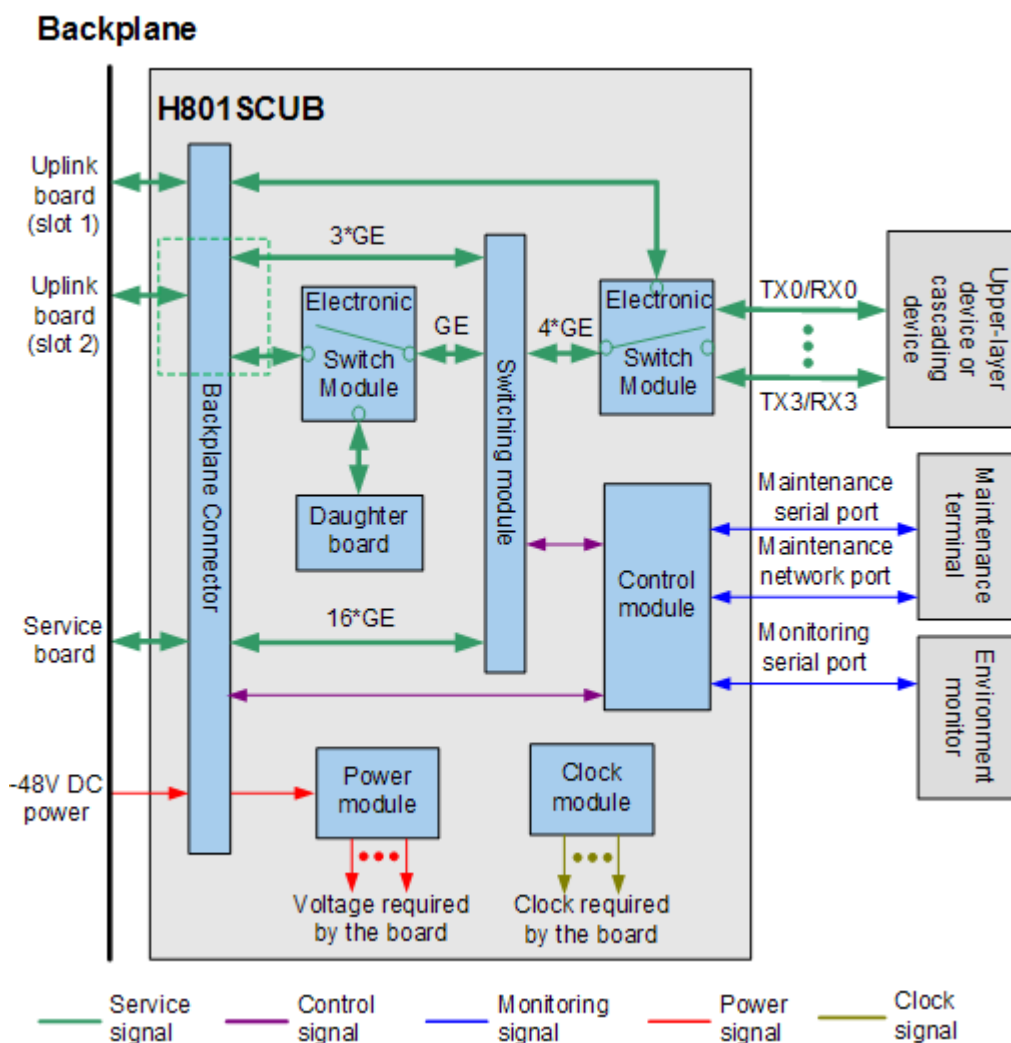 Backplane
H801SCUB
Uplink
board
(slot 1)
3*GE
Uplink
board
(slot 2)
Electronic
Switch
Module
GE
4*GE
Electronic
Switch
Module
TX0/RX0
TX3/RX3
Upper-layer
device or
cascading
device
Backplane Connector
Switching module
Daughter
board
Maintenance
serial port
Maintenance
network port
Maintenance
terminal
Control
module
Service
board
16*GE
Monitoring
serial port
Environment
monitor
-48V DC
power
Power
module
Clock
module
Voltage required
by the board
Clock required
by the board
Service
signal
Control
signal
Monitoring
signal
Power
signal
Clock
signal